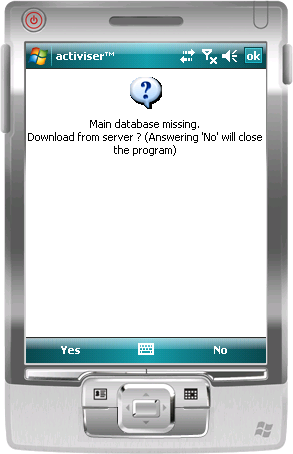 activiser™
ok
?
Main database missing.
Download from server ? (Answering 'No' will close
the program)
Yes
No